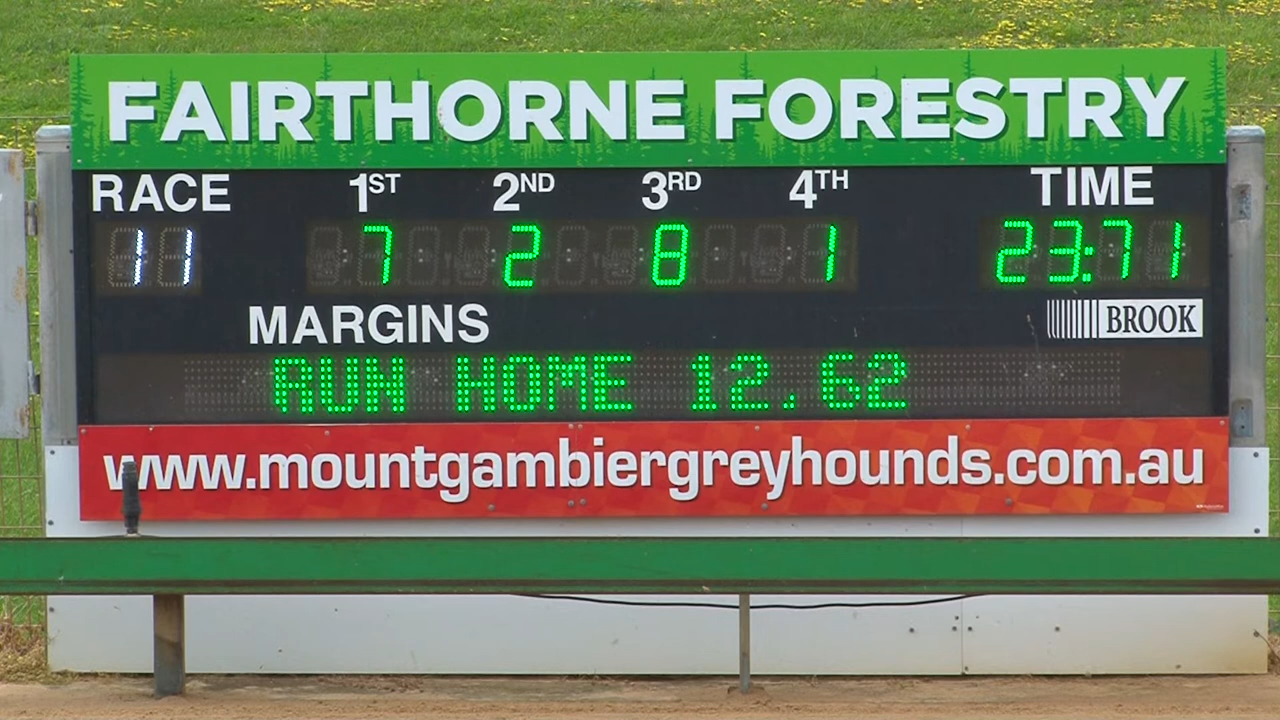 FAIRTHORNE FORESTRY
RACE 1ST 2ND 3RD 4TH TIME
11 7 2 8 1 23:71
MARGINS
BROOK
RUN HOME 12.62
www.mountgambiergreyhounds.com.au